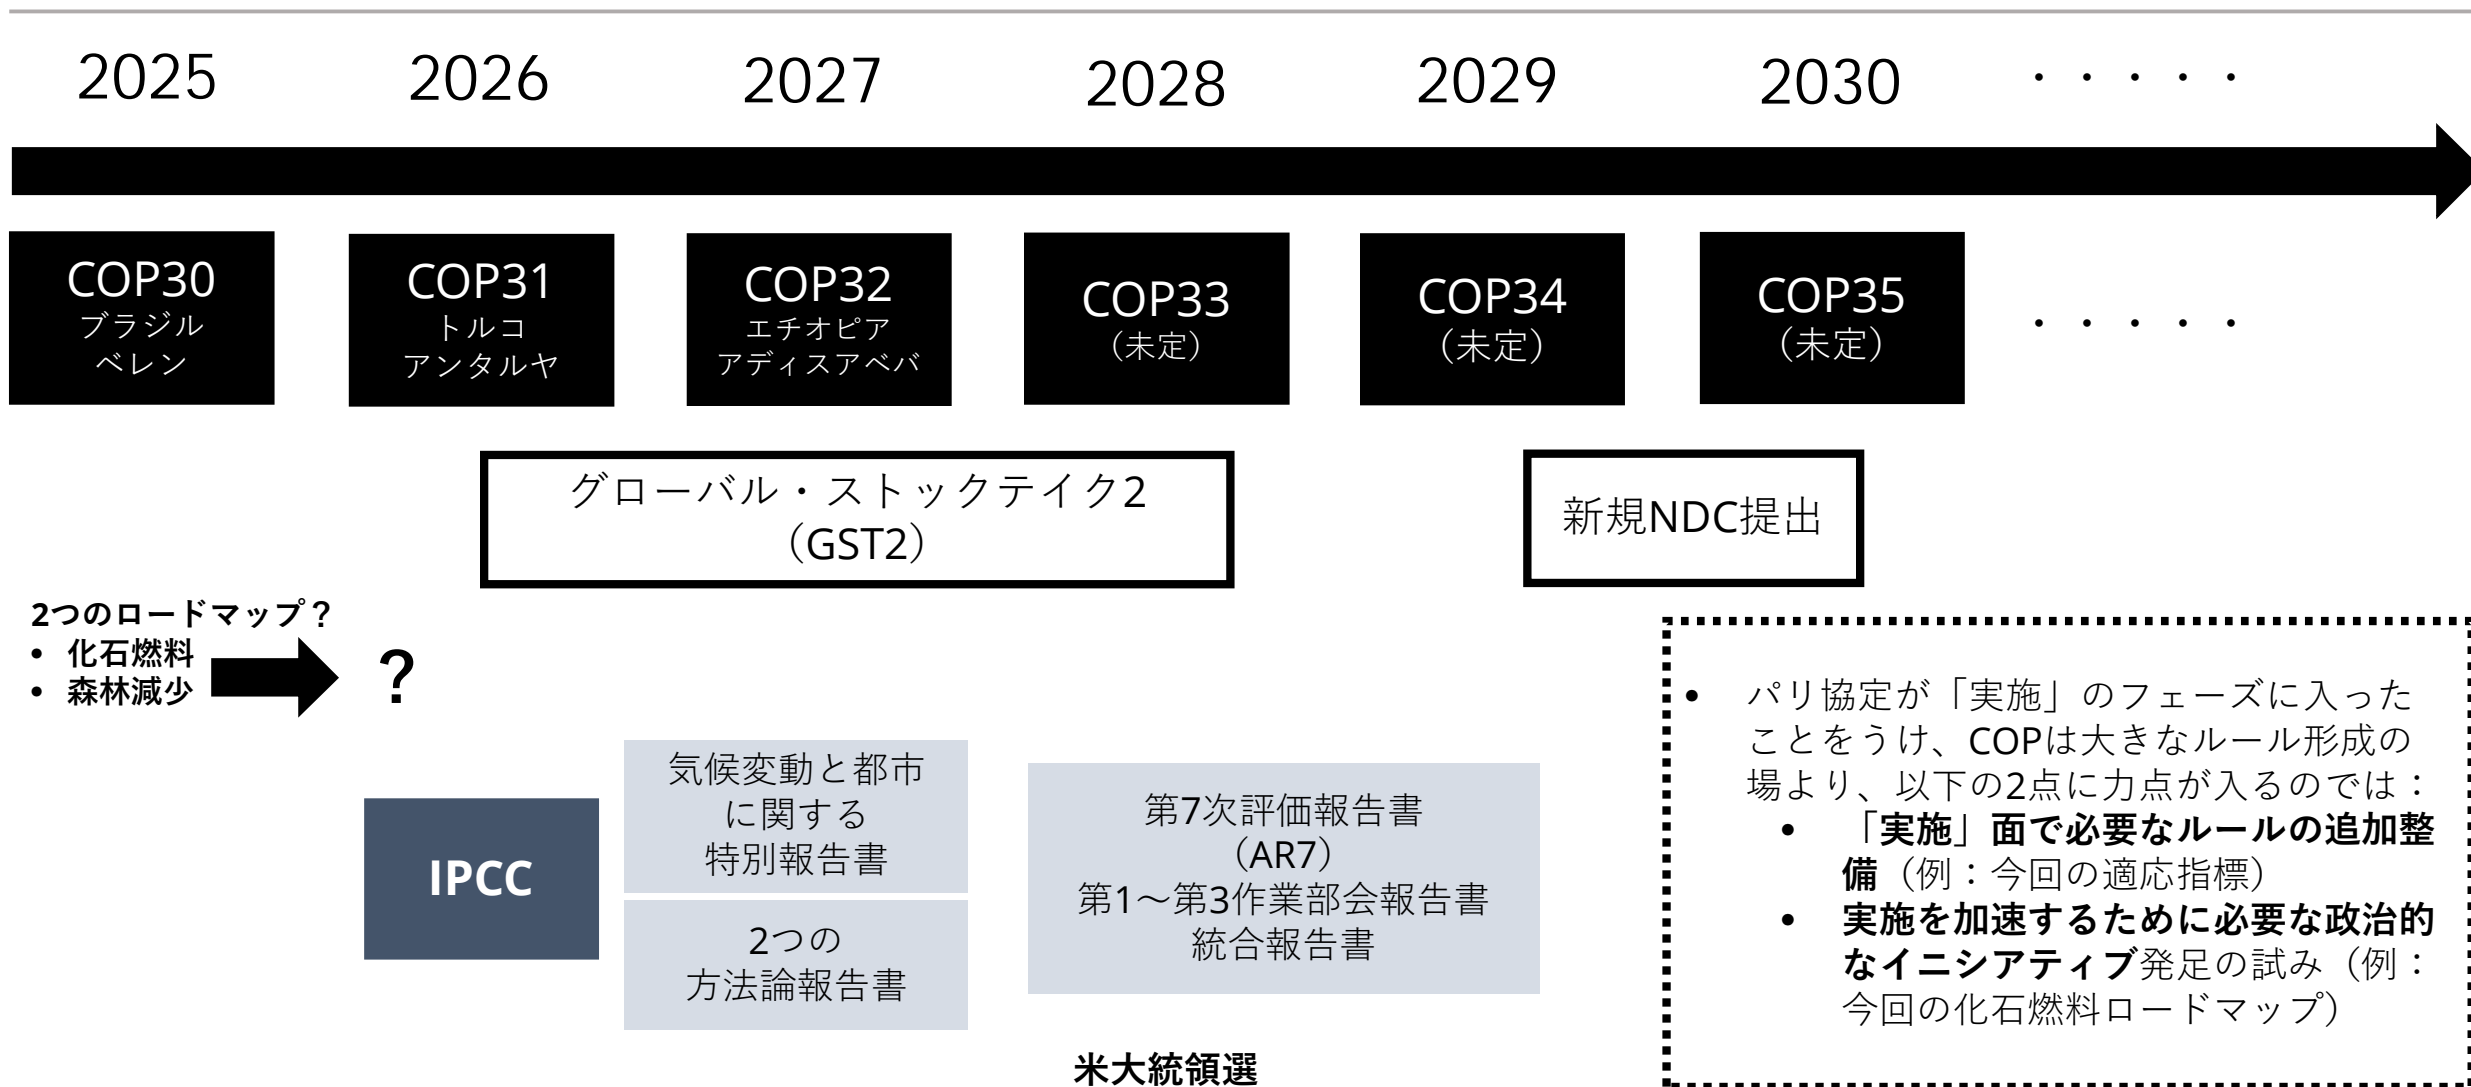 2025
2026
2027
2028
2029
2030
・・・・・
COP30
ブラジル
ベレン
COP31
トルコ
アンタルヤ
COP32
エチオピア
アディスアベバ
COP33
（未定）
COP34
（未定）
COP35
（未定）
・・・・・
グローバル・ストックテイク2
（GST2）
新規NDC提出
2つのロードマップ？
• 化石燃料
• 森林減少
？
IPCC
気候変動と都市
に関する
特別報告書
2つの
方法論報告書
第7次評価報告書
（AR7）
第1～第3作業部会報告書
統合報告書
米大統領選
• パリ協定が「実施」のフェーズに入った
ことをうけ、COPは大きなルール形成の
場より、以下の2点に力点が入るのでは：
• 「実施」面で必要なルールの追加整
備（例：今回の適応指標）
• 実施を加速するために必要な政治的
なイニシアティブ発足の試み（例：
今回の化石燃料ロードマップ）